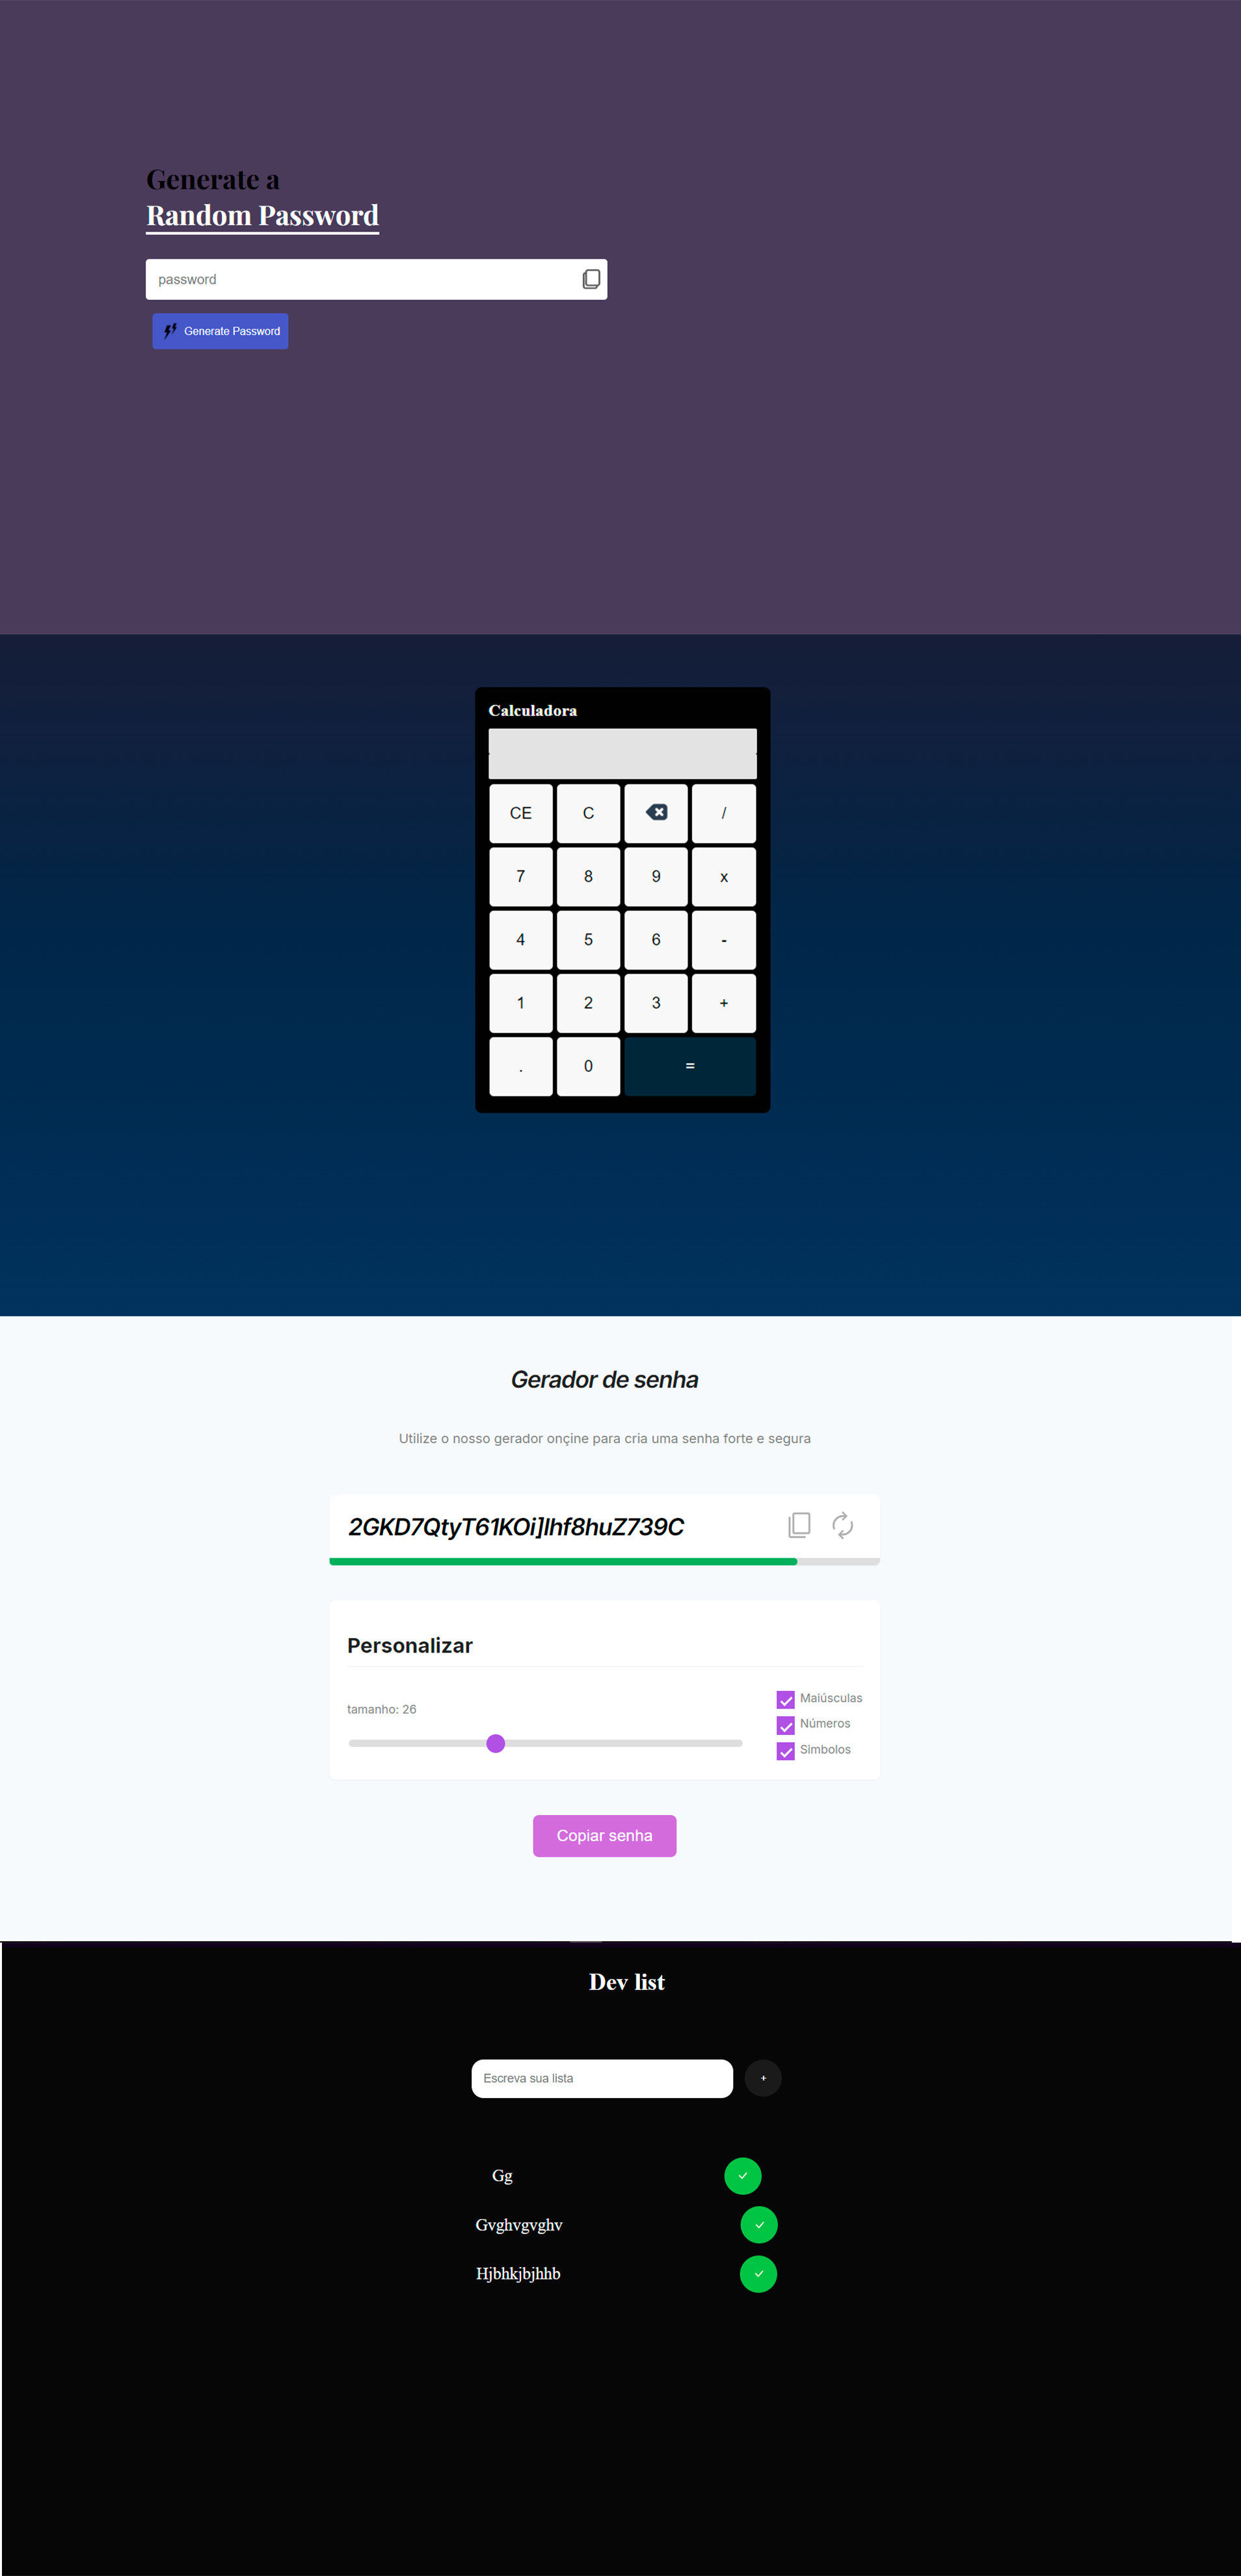 Generate a
Random Password
password
Generate Password
Calculadora
CE C /
7 8 9 x
4 5 6 -
1 2 3 +
. 0 =
Gerador de senha
Utilize o nosso gerador onçine para cria uma senha forte e segura
2GKD7QtyT61KOi]lhf8huZ739C
Personalizar
tamanho: 26
Maiúsculas
Números
Simbolos
Copiar senha
Dev list
Escreva sua lista +
Gg
Gvghvgvghv
Hjbhkjbjhhb